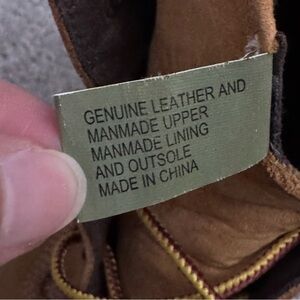 GENUINE LEATHER AND
MANMADE UPPER
MANMADE LINING
AND OUTSOLE
MADE IN CHINA